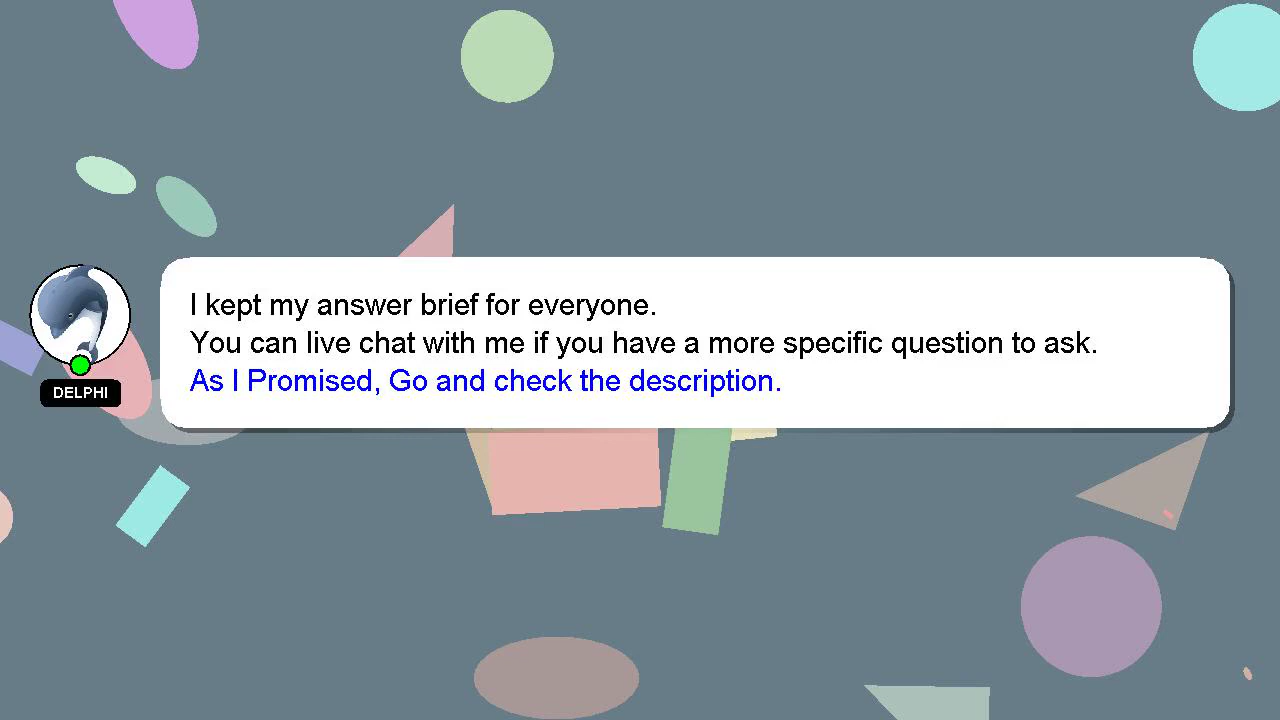 I kept my answer brief for everyone.
You can live chat with me if you have a more specific question to ask.
As I Promised, Go and check the description.
DELPHI